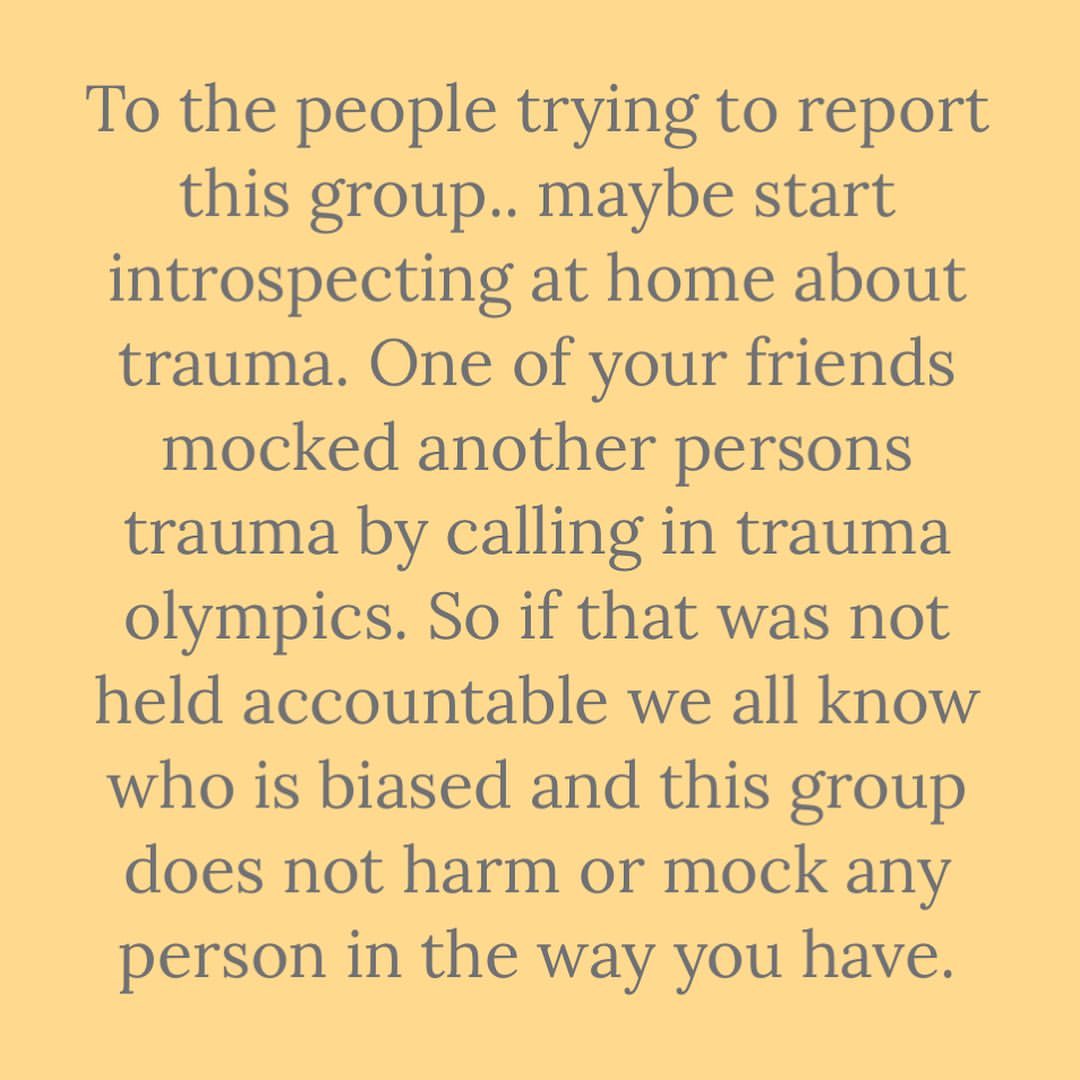 To the people trying to report
this group.. maybe start
introspecting at home about
trauma. One of your friends
mocked another persons
trauma by calling in trauma
olympics. So if that was not
held accountable we all know
who is biased and this group
does not harm or mock any
person in the way you have.